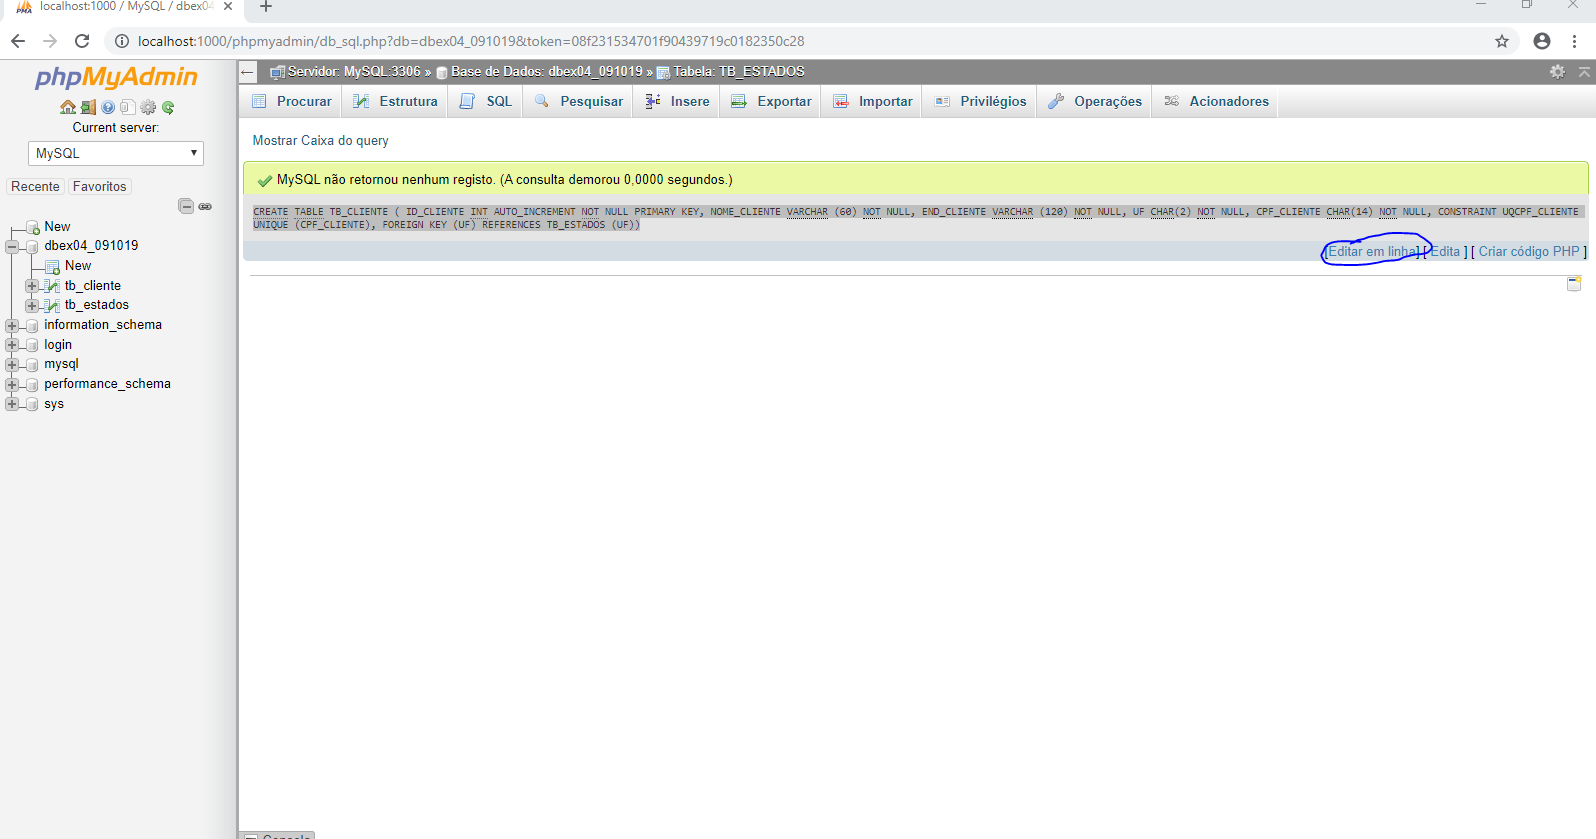 localhost:1000 / MySQL / dbex04
localhost:1000/phpmyadmin/db_sql.php?db=dbex04_091019&token=08f231534701f90439719c0182350c28
phpMyAdmin
Current server:
MySQL
Recente Favoritos
New
dbex04_091019
New
tb_cliente
tb_estados
information_schema
login
mysql
performance_schema
sys
Servidor: MySQL:3306 » Base de Dados: dbex04_091019 » Tabela: TB_ESTADOS
Procurar Estrutura SQL Pesquisar Insere Exportar Importar Privilégios Operações Acionadores
Mostrar Caixa do query
MySQL não retornou nenhum registo. (A consulta demorou 0,0000 segundos.)
CREATE TABLE TB_CLIENTE ( ID_CLIENTE INT AUTO_INCREMENT NOT NULL PRIMARY KEY, NOME_CLIENTE VARCHAR (60) NOT NULL, END_CLIENTE VARCHAR (120) NOT NULL, UF CHAR(2) NOT NULL, CPF_CLIENTE CHAR(14) NOT NULL, CONSTRAINT UQCPF_CLIENTE
UNIQUE (CPF_CLIENTE), FOREIGN KEY (UF) REFERENCES TB_ESTADOS (UF))
[Editar em linha] [ Edita ] [ Criar código PHP ]
Consola